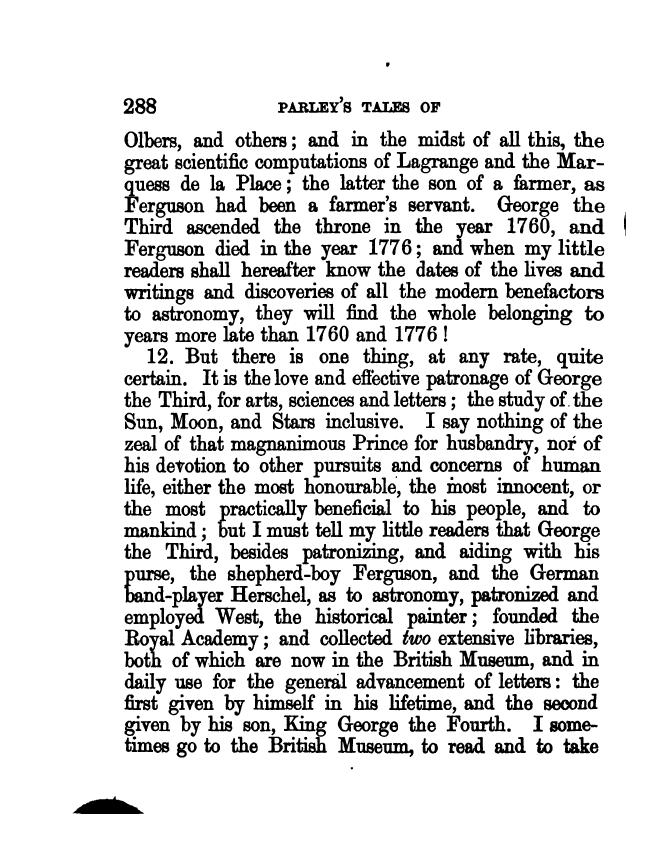 288 PARLEY'S TALES OF
Olbers, and others; and in the midst of all this, the
great scientific computations of Lagrange and the Mar-
quess de la Place; the latter the son of a farmer, as
Ferguson had been a farmer's servant. George the
Third ascended the throne in the year 1760, and
Ferguson died in the year 1776; and when my little
readers shall hereafter know the dates of the lives and
writings and discoveries of all the modern benefactors
to astronomy, they will find the whole belonging to
years more late than 1760 and 1776!
12. But there is one thing, at any rate, quite
certain. It is the love and effective patronage of George
the Third, for arts, sciences and letters; the study of the
Sun, Moon, and Stars inclusive. I say nothing of the
zeal of that magnanimous Prince for husbandry, nor of
his devotion to other pursuits and concerns of human
life, either the most honourable, the most innocent, or
the most practically beneficial to his people, and to
mankind; but I must tell my little readers that George
the Third, besides patronizing, and aiding with his
purse, the shepherd-boy Ferguson, and the German
band-player Herschel, as to astronomy, patronized and
employed West, the historical painter; founded the
Royal Academy; and collected two extensive libraries,
both of which are now in the British Museum, and in
daily use for the general advancement of letters: the
first given by himself in his lifetime, and the second
given by his son, King George the Fourth. I some-
times go to the British Museum, to read and to take